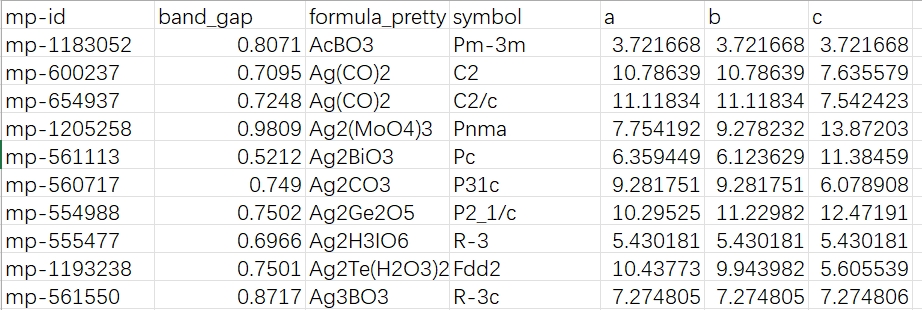 mp-id band_gap formula_pretty symbol a b c
mp-1183052 0.8071 AcBO3 Pm-3m 3.721668 3.721668 3.721668
mp-600237 0.7095 Ag(CO)2 C2 10.78639 10.78639 7.635579
mp-654937 0.7248 Ag(CO)2 C2/c 11.11834 11.11834 7.542423
mp-1205258 0.9809 Ag2(MoO4)3 Pnma 7.754192 9.278232 13.87203
mp-561113 0.5212 Ag2BiO3 Pc 6.359449 6.123629 11.38459
mp-560717 0.749 Ag2CO3 P31c 9.281751 9.281751 6.078908
mp-554988 0.7502 Ag2Ge2O5 P2_1/c 10.29525 11.22982 12.47191
mp-555477 0.6966 Ag2H3IO6 R-3 5.430181 5.430181 5.430181
mp-1193238 0.7501 Ag2Te(H2O3)2 Fdd2 10.43773 9.943982 5.605539
mp-561550 0.8717 Ag3BO3 R-3c 7.274805 7.274805 7.274806